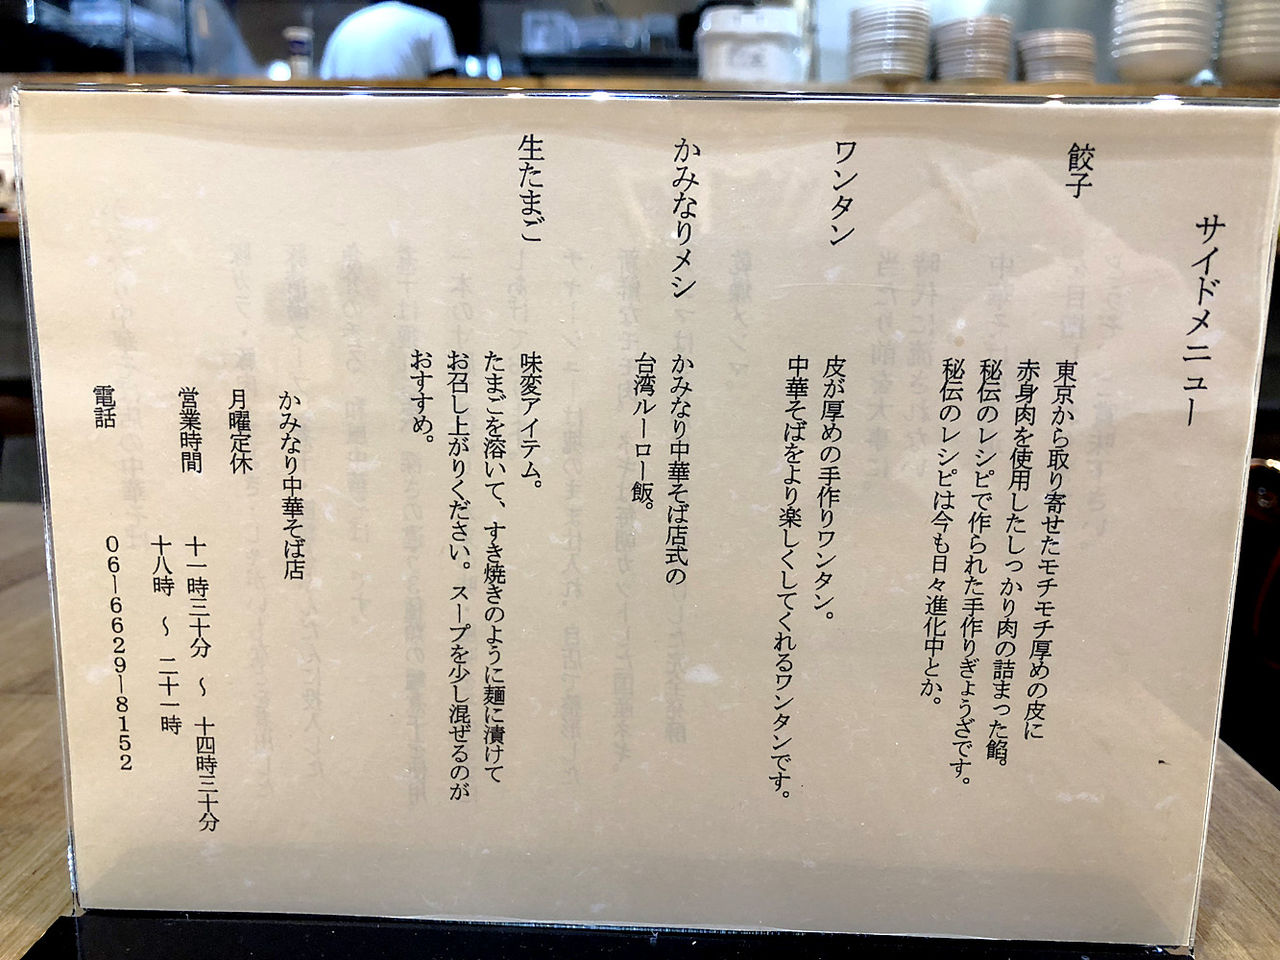 サイドメニュー
餃子
東京から取り寄せたモチモチ厚めの皮に
赤身肉を使用したしっかり肉の詰まった餡。
秘伝のレシピで作られた手作りぎょうざです。
秘伝のレシピは今も日々進化中とか。
ワンタン
皮が厚めの手作りワンタン。
中華そばをより楽しくしてくれるワンタンです。
かみなりメシ
かみなり中華そば店式の
台湾ルーロー飯。
生たまご
味変アイテム。
たまごを溶いて、すき焼きのように麺に漬けて
お召し上がりください。スープを少し混ぜるのが
おすすめ。
かみなり中華そば店
月曜定休
営業時間 十一時三十分 ～ 十四時三十分
十八時 ～ 二十一時
電話 06―6629―8152